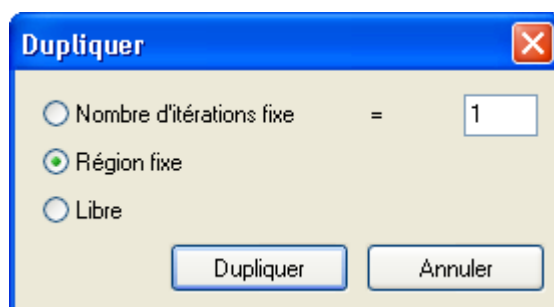 Dupliquer
Nombre d'itérations fixe = 1
Région fixe
Libre
Dupliquer Annuler